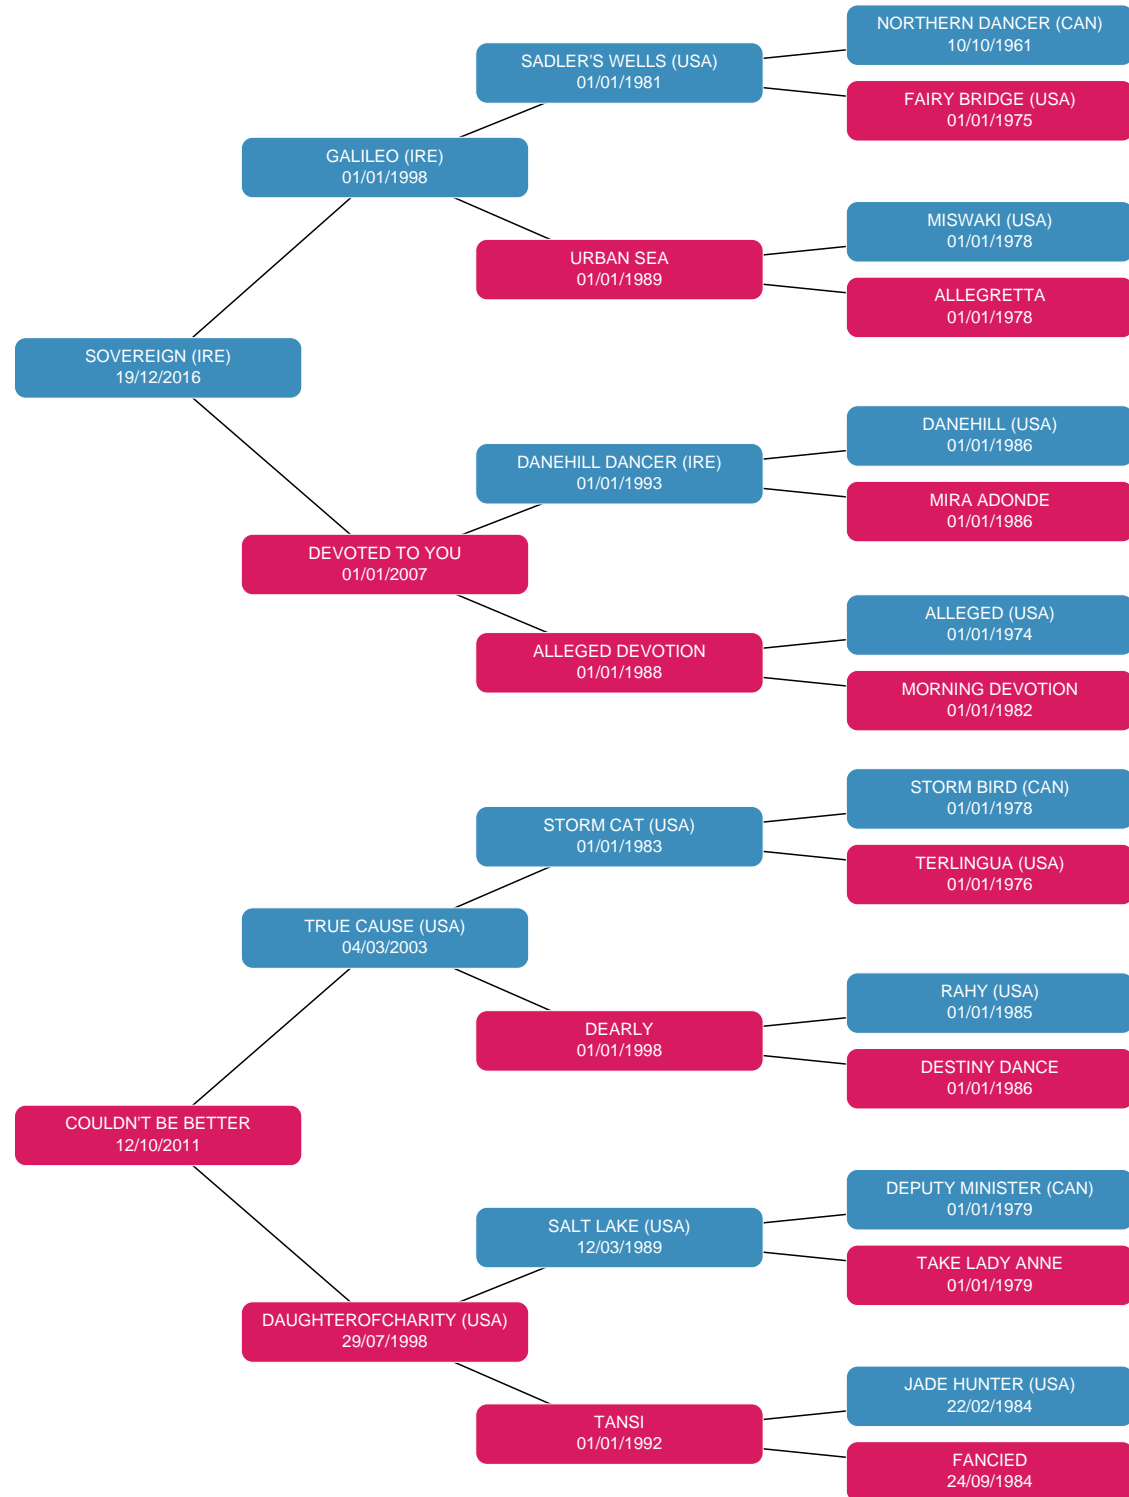 NORTHERN DANCER (CAN)
10/10/1961
SADLER'S WELLS (USA)
01/01/1981
FAIRY BRIDGE (USA)
01/01/1975
GALILEO (IRE)
01/01/1998
MISWAKI (USA)
01/01/1978
URBAN SEA
01/01/1989
ALLEGRETTA
01/01/1978
SOVEREIGN (IRE)
19/12/2016
DANEHILL (USA)
01/01/1986
DANEHILL DANCER (IRE)
01/01/1993
MIRA ADONDE
01/01/1986
DEVOTED TO YOU
01/01/2007
ALLEGED (USA)
01/01/1974
ALLEGED DEVOTION
01/01/1988
MORNING DEVOTION
01/01/1982
STORM BIRD (CAN)
01/01/1978
STORM CAT (USA)
01/01/1983
TERLINGUA (USA)
01/01/1976
TRUE CAUSE (USA)
04/03/2003
RAHY (USA)
01/01/1985
DEARLY
01/01/1998
DESTINY DANCE
01/01/1986
COULDN'T BE BETTER
12/10/2011
DEPUTY MINISTER (CAN)
01/01/1979
SALT LAKE (USA)
12/03/1989
TAKE LADY ANNE
01/01/1979
DAUGHTEROFCHARITY (USA)
29/07/1998
JADE HUNTER (USA)
22/02/1984
TANSI
01/01/1992
FANCIED
24/09/1984